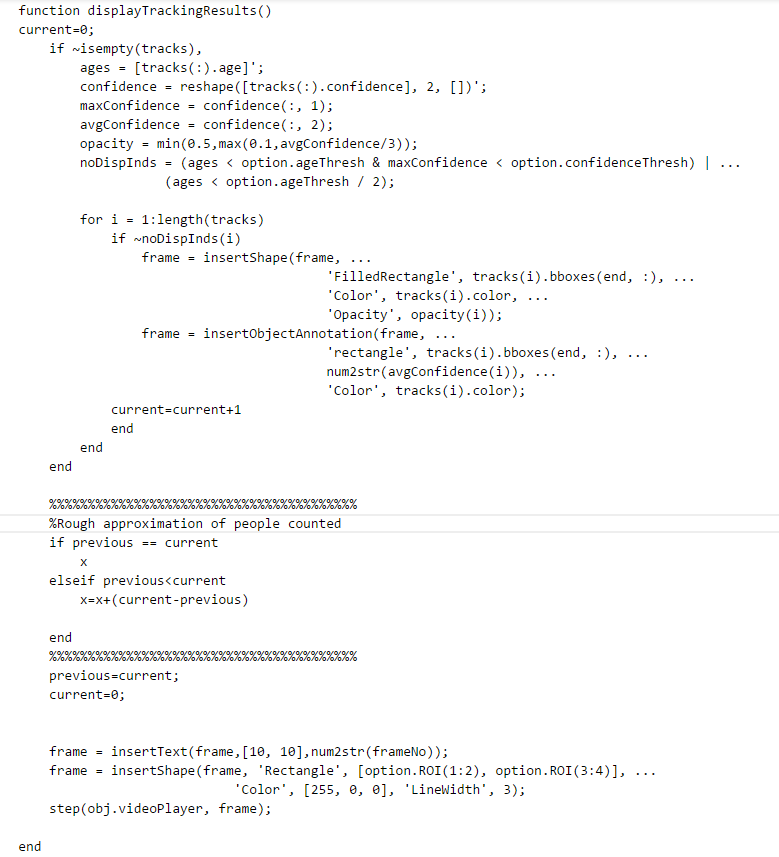 function displayTrackingResults()
current=0;
    if ~isempty(tracks),
        ages = [tracks(:).age]';
        confidence = reshape([tracks(:).confidence], 2, [])';
        maxConfidence = confidence(:, 1);
        avgConfidence = confidence(:, 2);
        opacity = min(0.5,max(0.1,avgConfidence/3));
        noDispInds = (ages < option.ageThresh & maxConfidence < option.confidenceThresh) | ...
                   (ages < option.ageThresh / 2);

        for i = 1:length(tracks)
            if ~noDispInds(i)
                frame = insertShape(frame, ...
                                        'FilledRectangle', tracks(i).bboxes(end, :), ...
                                        'Color', tracks(i).color, ...
                                        'Opacity', opacity(i));
                frame = insertObjectAnnotation(frame, ...
                                        'rectangle', tracks(i).bboxes(end, :), ...
                                        num2str(avgConfidence(i)), ...
                                        'Color', tracks(i).color);
            current=current+1
            end
        end
    end

    %%%%%%%%%%%%%%%%%%%%%%%%%%%%%%%%%%%%%%%%
    %Rough approximation of people counted
    if previous == current
        x
    elseif previous<current
        x=x+(current-previous)

    end
    %%%%%%%%%%%%%%%%%%%%%%%%%%%%%%%%%%%%%%%%
    previous=current;
    current=0;


    frame = insertText(frame,[10, 10],num2str(frameNo));
    frame = insertShape(frame, 'Rectangle', [option.ROI(1:2), option.ROI(3:4)], ...
                            'Color', [255, 0, 0], 'LineWidth', 3);
    step(obj.videoPlayer, frame);

end